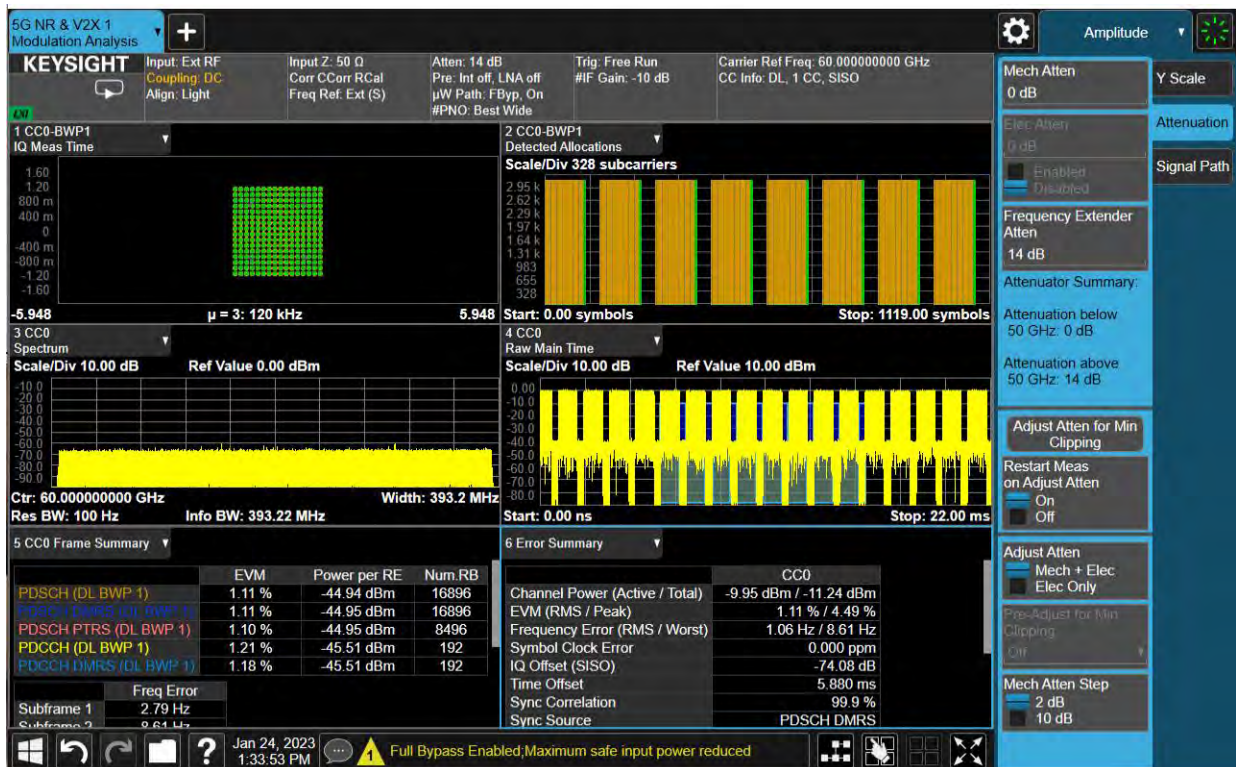 5G NR & V2X 1
Modulation Analysis
Amplitude
KEYSIGHT
Input: Ext RF
Coupling: DC
Align: Light
Input Z: 50 Ω
Corr CCorr RCal
Freq Ref: Ext (S)
Atten: 14 dB
Pre: Int off, LNA off
µW Path: FByp, On
#PNO: Best Wide
Trig: Free Run
#IF Gain: -10 dB
Carrier Ref Freq: 60.000000000 GHz
CC Info: DL, 1 CC, SISO
1 CC0-BWP1
IQ Meas Time
1.60
1.20
800 m
400 m
0
-400 m
-800 m
-1.20
-1.60
-5.948 µ = 3: 120 kHz 5.948
2 CC0-BWP1
Detected Allocations
Scale/Div 328 subcarriers
2.95 k
2.62 k
2.29 k
1.97 k
1.64 k
1.31 k
983
655
328
Start: 0.00 symbols Stop: 1119.00 symbols
3 CC0
Spectrum
Scale/Div 10.00 dB Ref Value 0.00 dBm
-10.0
-20.0
-30.0
-40.0
-50.0
-60.0
-70.0
-80.0
-90.0
Ctr: 60.000000000 GHz Width: 393.2 MHz
Res BW: 100 Hz Info BW: 393.22 MHz
4 CC0
Raw Main Time
Scale/Div 10.00 dB Ref Value 10.00 dBm
0.00
-10.0
-20.0
-30.0
-40.0
-50.0
-60.0
-70.0
-80.0
Start: 0.00 ns Stop: 22.00 ms
5 CC0 Frame Summary
EVM Power per RE Num.RB
PDSCH (DL BWP 1) 1.11 % -44.94 dBm 16896
PDSCH DMRS (DL BWP 1) 1.11 % -44.95 dBm 16896
PDSCH PTRS (DL BWP 1) 1.10 % -44.95 dBm 8496
PDCCH (DL BWP 1) 1.21 % -45.51 dBm 192
PDCCH DMRS (DL BWP 1) 1.18 % -45.51 dBm 192
Freq Error
Subframe 1 2.79 Hz
Subframe 2 8.61 Hz
6 Error Summary
CC0
Channel Power (Active / Total) -9.95 dBm / -11.24 dBm
EVM (RMS / Peak) 1.11 % / 4.49 %
Frequency Error (RMS / Worst) 1.06 Hz / 8.61 Hz
Symbol Clock Error 0.000 ppm
IQ Offset (SISO) -74.08 dB
Time Offset 5.880 ms
Sync Correlation 99.9 %
Sync Source PDSCH DMRS
Mech Atten
0 dB
Elec Atten
0 dB
Enabled
Disabled
Frequency Extender
Atten
14 dB
Attenuator Summary:
Attenuation below
50 GHz: 0 dB
Attenuation above
50 GHz: 14 dB
Adjust Atten for Min
Clipping
Restart Meas
on Adjust Atten
On
Off
Adjust Atten
Mech + Elec
Elec Only
Pre-Adjust for Min
Clipping
Off
Mech Atten Step
2 dB
10 dB
Y Scale
Attenuation
Signal Path
?
Jan 24, 2023
1:33:53 PM
1
Full Bypass Enabled;Maximum safe input power reduced